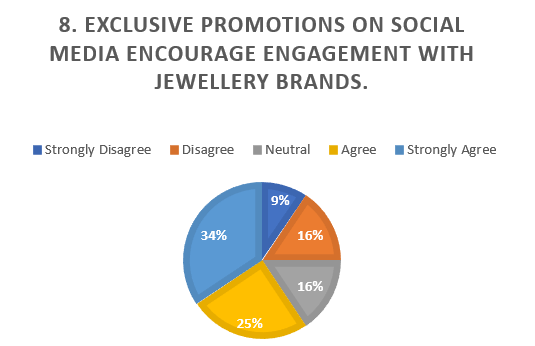 8. EXCLUSIVE PROMOTIONS ON SOCIAL
MEDIA ENCOURAGE ENGAGEMENT WITH
JEWELLERY BRANDS.
Strongly Disagree Disagree Neutral Agree Strongly Agree
9%
34% 16%
16%
25%